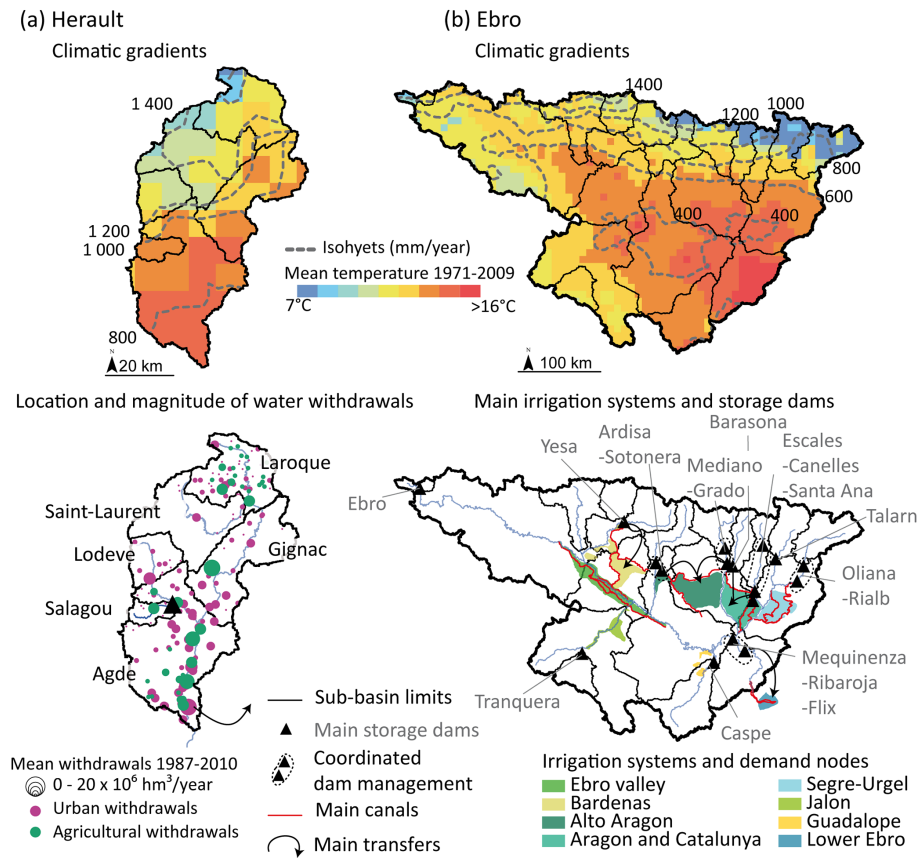 (a) Herault
(b) Ebro
Climatic gradients
Climatic gradients
1 400
1 200
1 000
800
N
20 km
1400
1200
1000
800
600
400
400
Isohyets (mm/year)
Mean temperature 1971-2009
7°C
>16°C
N
100 km
Location and magnitude of water withdrawals
Main irrigation systems and storage dams
Laroque
Saint-Laurent
Gignac
Lodeve
Salagou
Agde
Ebro
Yesa
Ardisa
-Sotonera
Barasona
Mediano
-Grado
Escales
-Canelles
-Santa Ana
Talarn
Oliana
-Rialb
Mequinenza
-Ribaroja
-Flix
Caspe
Tranquera
Mean withdrawals 1987-2010
0 - 20 x 10⁶ hm³/year
Urban withdrawals
Agricultural withdrawals
Sub-basin limits
Main storage dams
Coordinated
dam management
Main canals
Main transfers
Irrigation systems and demand nodes
Ebro valley
Bardenas
Alto Aragon
Aragon and Catalunya
Segre-Urgel
Jalon
Guadalope
Lower Ebro